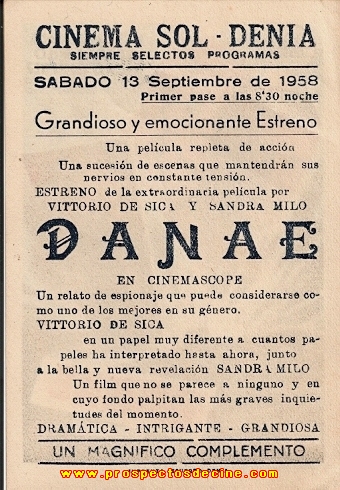 CINEMA SOL - DENIA
SIEMPRE SELECTOS PROGRAMAS
SABADO 13 Septiembre de 1958
Primer pase a las 8'30 noche
Grandioso y emocionante Estreno
Una película repleta de acción
Una sucesión de escenas que mantendrán sus
nervios en constante tensión.
ESTRENO de la extraordinaria película por
VITTORIO DE SICA Y SANDRA MILO
DANAE
EN CINEMASCOPE
Un relato de espionaje que puede considerarse co-
mo uno de los mejores en su género.
VITTORIO DE SICA
en un papel muy diferente a cuantos pa-
peles ha interpretado hasta ahora, junto
a la bella y nueva revelación SANDRA MILO
Un film que no se parece a ninguno y en
cuyo fondo palpitan las más graves inquie-
tudes del momento.
DRAMÁTICA - INTRIGANTE - GRANDIOSA
UN MAGNIFICO COMPLEMENTO
www.prospectosdecine.com